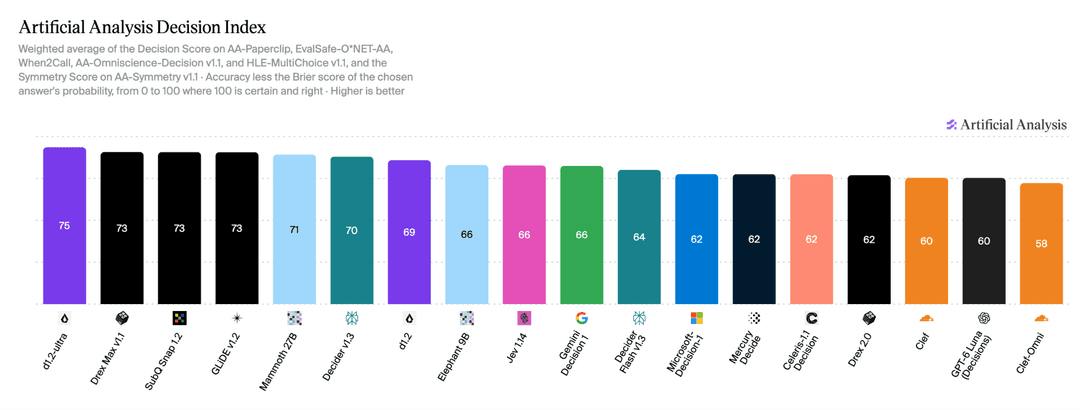 Artificial Analysis Decision Index
Weighted average of the Decision Score on AA-Paperclip, EvalSafe-O*NET-AA,
When2Call, AA-Omniscience-Decision v1.1, and HLE-MultiChoice v1.1, and the
Symmetry Score on AA-Symmetry v1.1 · Accuracy less the Brier score of the chosen
answer's probability, from 0 to 100 where 100 is certain and right · Higher is better
Artificial Analysis
75
73
73
73
71
70
69
66
66
66
64
62
62
62
62
60
60
58
d1.2-ultra
Drex Max v1.1
SubQ Snap 1.2
GLiDE v1.2
Mammoth 27B
Decider v1.3
d1.2
Elephant 9B
Jev 1.14
Gemini
Decision 1
Decider
Flash v1.3
Microsoft-
Decision-1
Mercury
Decide
Celeris-1.1
Decision
Drex 2.0
Clef
GPT-6 Luna
(Decisions)
Clef-Omni